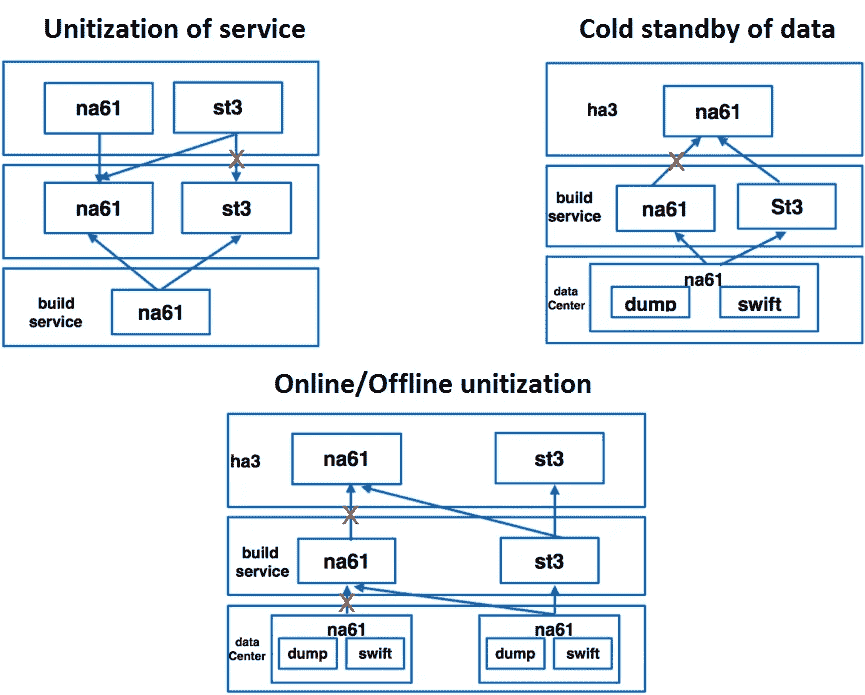 Unitization of service
na61
st3
na61
st3
build
service
na61
Cold standby of data
ha3
na61
build
service
na61
St3
data
Center
na61
dump
swift
Online/Offline unitization
ha3
na61
st3
build
service
na61
st3
data
Center
na61
dump
swift
na61
dump
swift